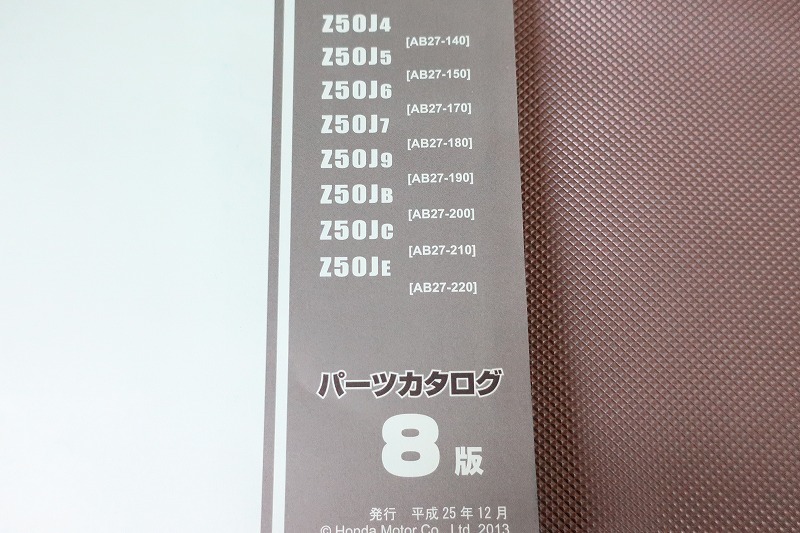 Z50J4
[AB27-140]
Z50J5
[AB27-150]
Z50J6
[AB27-170]
Z50J7
[AB27-180]
Z50J9
[AB27-190]
Z50JB
[AB27-200]
Z50JC
[AB27-210]
Z50JE
[AB27-220]
パーツカタログ
8版
発行 平成25年12月
© Honda Motor Co., Ltd. 2013